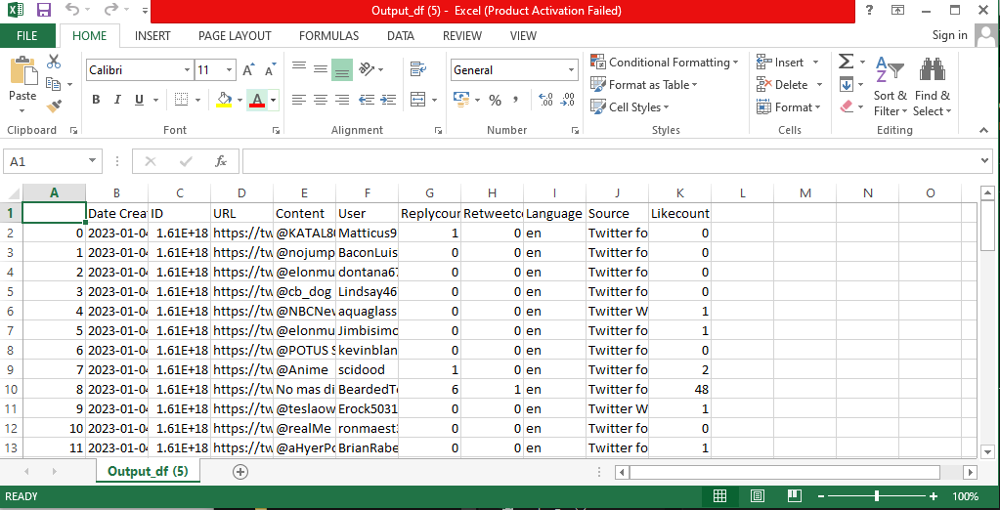 Output_df (5) - Excel (Product Activation Failed)
FILE HOME INSERT PAGE LAYOUT FORMULAS DATA REVIEW VIEW Sign in
Calibri 11 General Conditional Formatting Insert
Format as Table Delete
Paste B I U A % Cell Styles Format Sort & Filter Find & Select
Clipboard Font Alignment Number Styles Cells Editing
A1 fx
A B C D E F G H I J K L M N O
1 Date Crea ID URL Content User Replycour Retweetc Language Source Likecount
2 0 2023-01-04 1.61E+18 https://tw @KATAL80 Matticus9 1 0 en Twitter fo 0
3 1 2023-01-04 1.61E+18 https://tw @nojump BaconLuis 0 0 en Twitter fo 0
4 2 2023-01-04 1.61E+18 https://tw @elonmu dontana67 0 0 en Twitter fo 0
5 3 2023-01-04 1.61E+18 https://tw @cb_dog Lindsay46 0 0 en Twitter fo 0
6 4 2023-01-04 1.61E+18 https://tw @NBCNev aquaglass 0 0 en Twitter W 1
7 5 2023-01-04 1.61E+18 https://tw @elonmu Jimbisimo 0 0 en Twitter fo 1
8 6 2023-01-04 1.61E+18 https://tw @POTUS S kevinblan 0 0 en Twitter fo 0
9 7 2023-01-04 1.61E+18 https://tw @Anime scidood 1 0 en Twitter fo 2
10 8 2023-01-04 1.61E+18 https://tw No mas di BeardedT 6 1 en Twitter fo 48
11 9 2023-01-04 1.61E+18 https://tw @teslaow Erock5031 0 0 en Twitter W 1
12 10 2023-01-04 1.61E+18 https://tw @realMe ronmaest 0 0 en Twitter fo 0
13 11 2023-01-04 1.61E+18 https://tw @aHyerPo BrianRabe 0 0 en Twitter fo 1
Output_df (5)
READY 100%